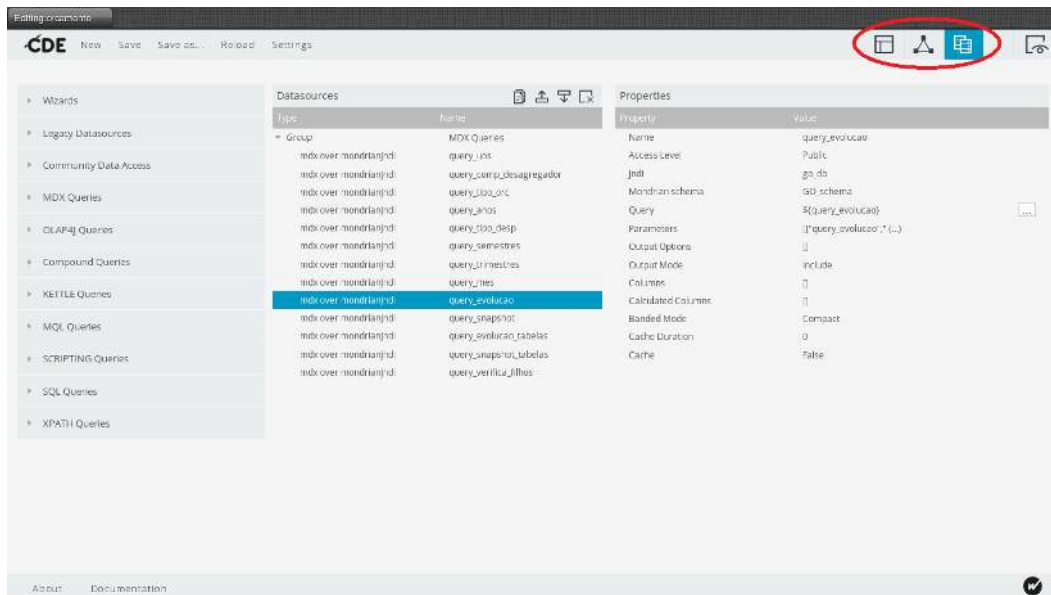 Editing:orcamento
CDE New Save Save as... Reload Settings
Wizards
Legacy Datasources
Community Data Access
MDX Queries
OLAP4J Queries
Compound Queries
KETTLE Queries
MQL Queries
SCRIPTING Queries
SQL Queries
XPATH Queries
Datasources
Type Name
Group MDX Queries
mdx over mondrianJndi query_uos
mdx over mondrianJndi query_comp_desagregador
mdx over mondrianJndi query_tipo_orc
mdx over mondrianJndi query_anos
mdx over mondrianJndi query_tipo_desp
mdx over mondrianJndi query_semestres
mdx over mondrianJndi query_trimestres
mdx over mondrianJndi query_mes
mdx over mondrianJndi query_evolucao
mdx over mondrianJndi query_snapshot
mdx over mondrianJndi query_evolucao_tabelas
mdx over mondrianJndi query_snapshot_tabelas
mdx over mondrianJndi query_verifica_filhos
Properties
Property Value
Name query_evolucao
Access Level Public
Jndi go_db
Mondrian schema GO_schema
Query ${query_evolucao} ...
Parameters [["query_evolucao"," (...)
Output Options []
Output Mode Include
Columns []
Calculated Columns []
Banded Mode Compact
Cache Duration 0
Cache False
About Documentation